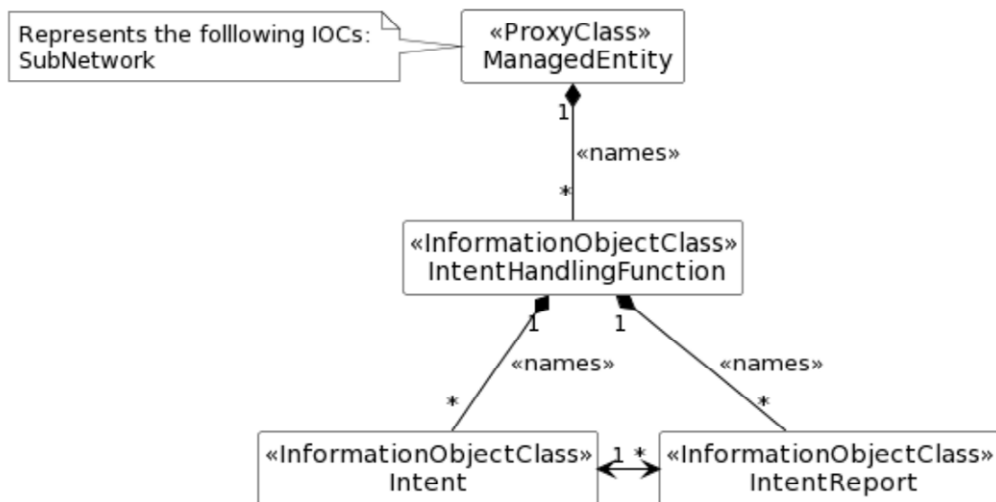 Represents the folllowing IOCs:
SubNetwork
«ProxyClass»
ManagedEntity
1
«names»
*
«InformationObjectClass»
IntentHandlingFunction
1
1
«names»
«names»
*
*
«InformationObjectClass»
Intent
1 *
«InformationObjectClass»
IntentReport